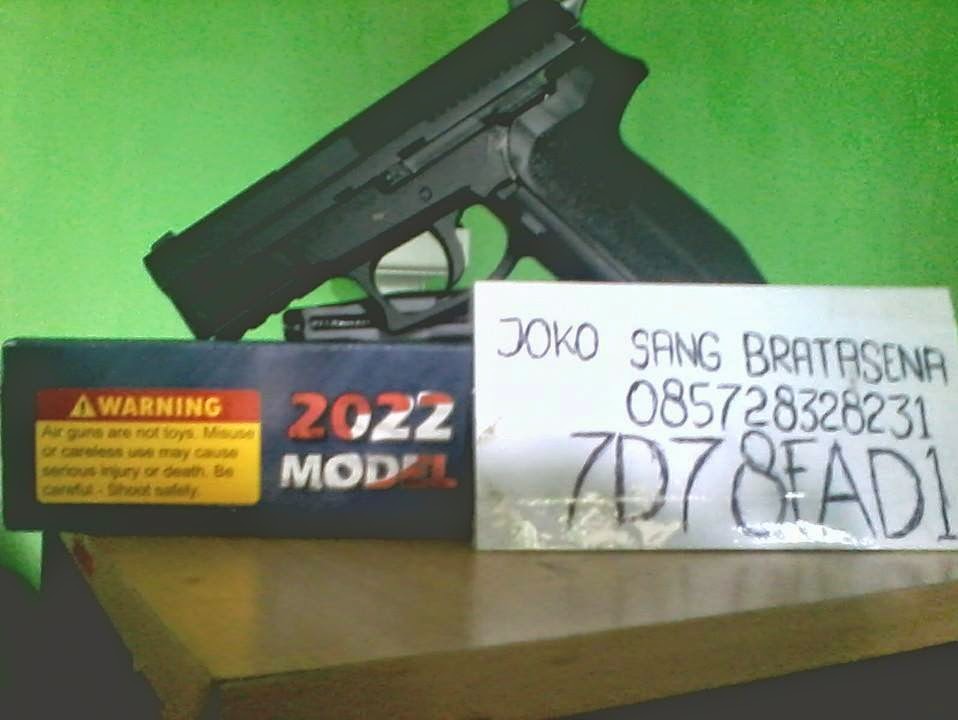 WARNING
Air guns are not toys. Misuse
or careless use may cause
serious injury or death. Be
careful - Shoot safely.
2022
MODEL
JOKO SANG BRATASENA
085728328231
7D78FAD1